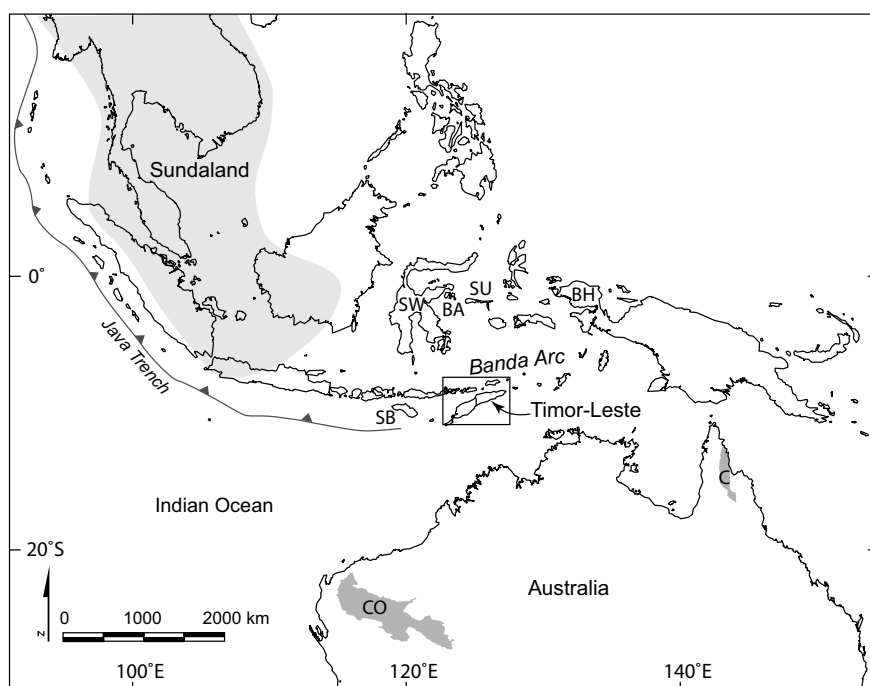 Sundaland
0°
SU
BH
SW
BA
Java Trench
Banda Arc
SB
Timor-Leste
C
Indian Ocean
20°S
Australia
CO
0 1000 2000 km
N
100°E 120°E 140°E